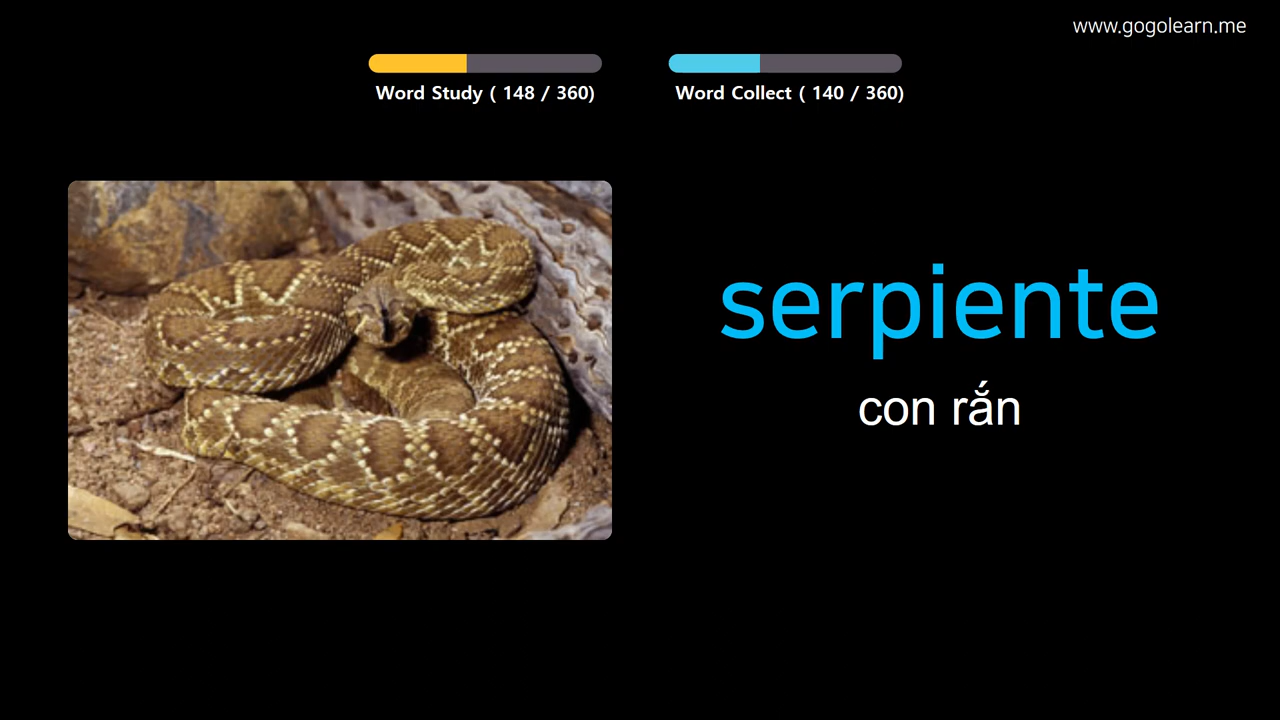 www.gogolearn.me
Word Study ( 148 / 360)
Word Collect ( 140 / 360)
serpiente
con rắn